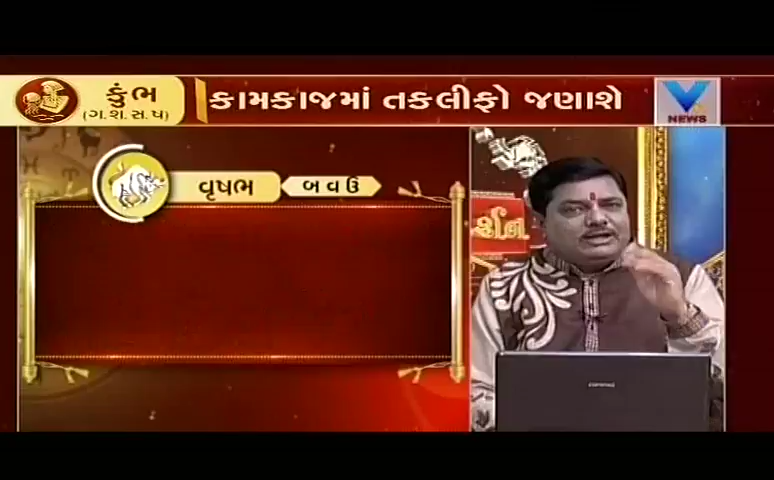 કુંભ
(ગ.શ.સ.ષ)
કામકાજમાં તકલીફો જણાશે
NEWS
વૃષભ
બ વ ઉ